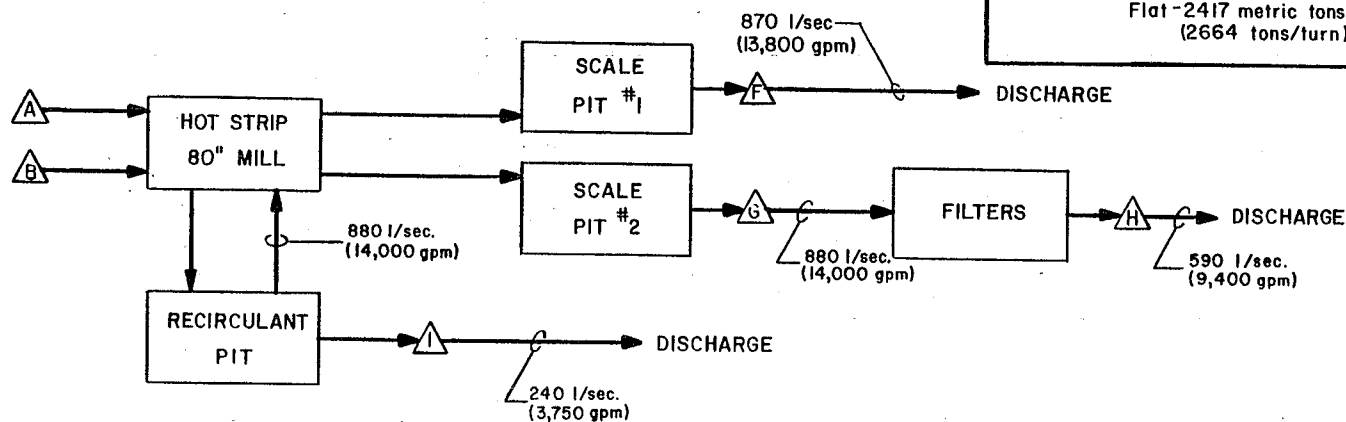 Flat-2417 metric tons
(2664 tons/turn)
870 l/sec
(13,800 gpm)
A
B
HOT STRIP
80" MILL
SCALE
PIT #1
F
DISCHARGE
SCALE
PIT #2
G
880 l/sec.
(14,000 gpm)
FILTERS
H
DISCHARGE
590 l/sec.
(9,400 gpm)
880 l/sec.
(14,000 gpm)
RECIRCULANT
PIT
I
DISCHARGE
240 l/sec.
(3,750 gpm)